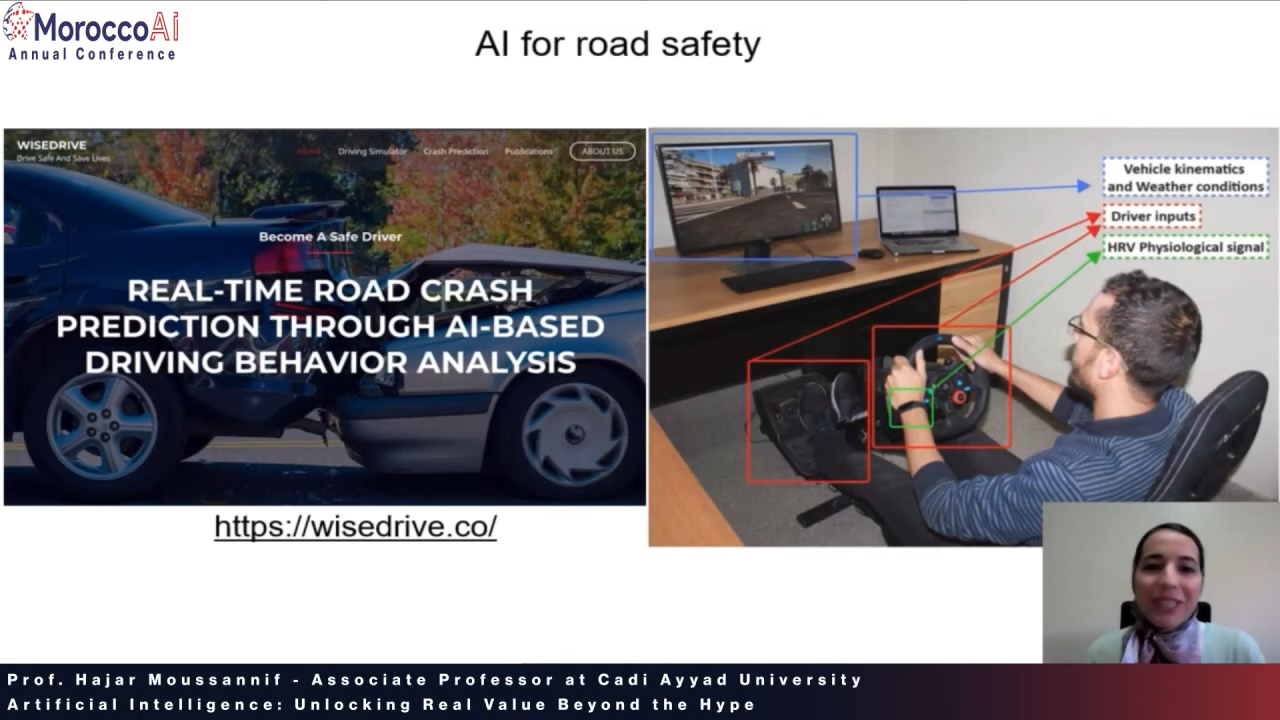 MoroccoAi
Annual Conference
AI for road safety
WISEDRIVE
Drive Safe And Save Lives
HOME Driving Simulator Crash Prediction Publications ABOUT US
Become A Safe Driver
REAL-TIME ROAD CRASH
PREDICTION THROUGH AI-BASED
DRIVING BEHAVIOR ANALYSIS
https://wisedrive.co/
Vehicle kinematics
and Weather conditions
Driver inputs
HRV Physiological signal
Prof. Hajar Moussannif - Associate Professor at Cadi Ayyad University
Artificial Intelligence: Unlocking Real Value Beyond the Hype